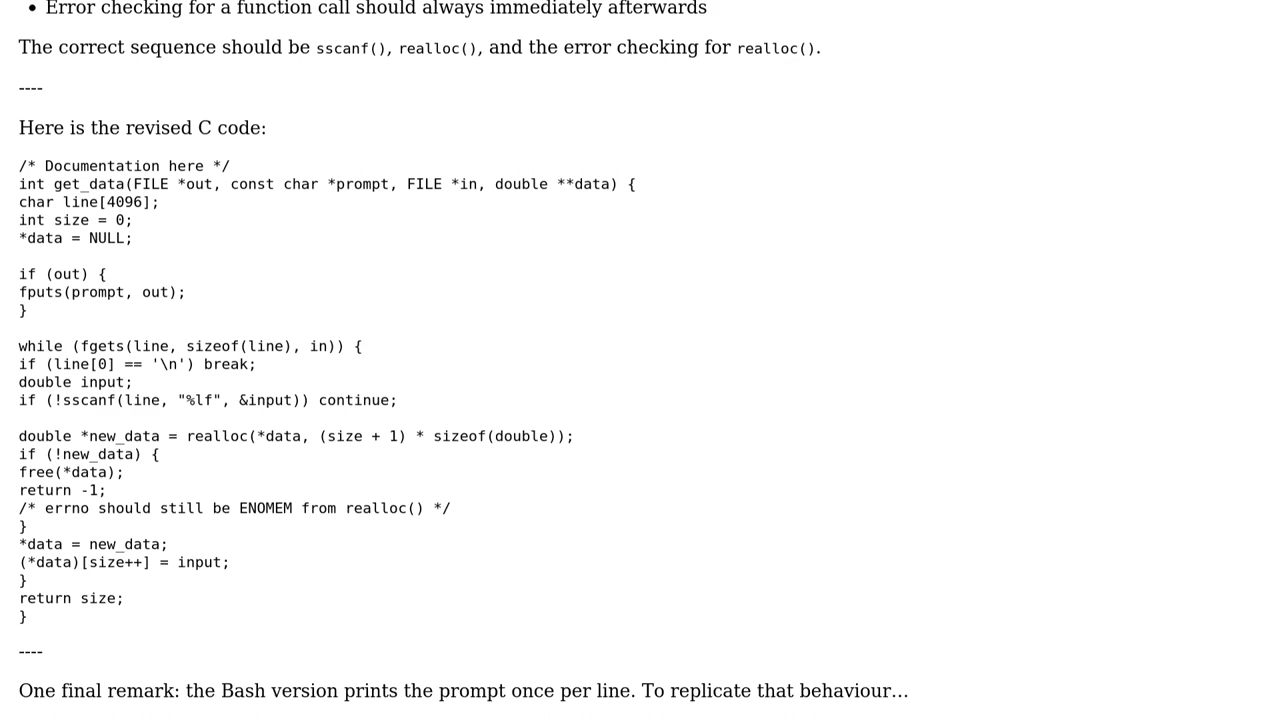 • Error checking for a function call should always immediately afterwards
The correct sequence should be sscanf(), realloc(), and the error checking for realloc().
----
Here is the revised C code:
/* Documentation here */
int get_data(FILE *out, const char *prompt, FILE *in, double **data) {
char line[4096];
int size = 0;
*data = NULL;
if (out) {
fputs(prompt, out);
}
while (fgets(line, sizeof(line), in)) {
if (line[0] == '\n') break;
double input;
if (!sscanf(line, "%lf", &input)) continue;
double *new_data = realloc(*data, (size + 1) * sizeof(double));
if (!new_data) {
free(*data);
return -1;
/* errno should still be ENOMEM from realloc() */
}
*data = new_data;
(*data)[size++] = input;
}
return size;
}
----
One final remark: the Bash version prints the prompt once per line. To replicate that behaviour…